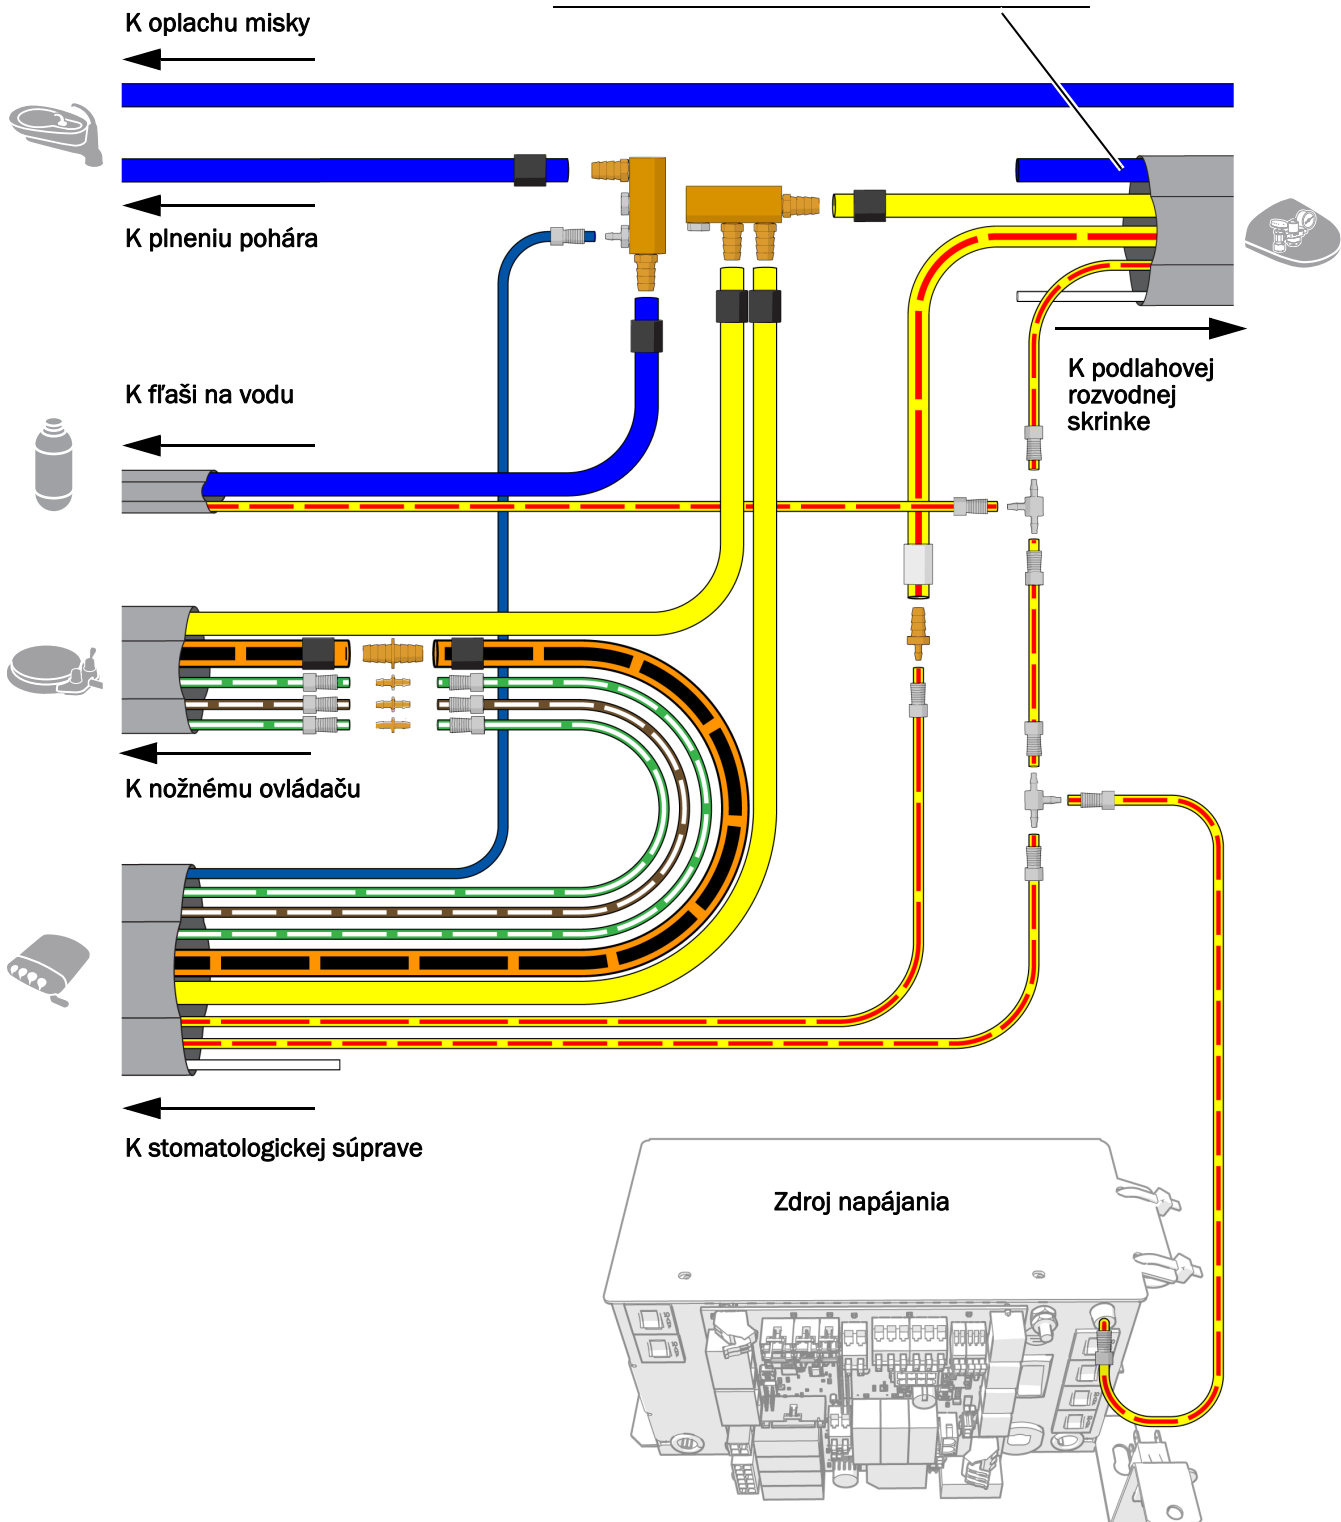 K oplachu misky
K plneniu pohára
K fľaši na vodu
K podlahovej
rozvodnej
skrinke
K nožnému ovládaču
K stomatologickej súprave
Zdroj napájania